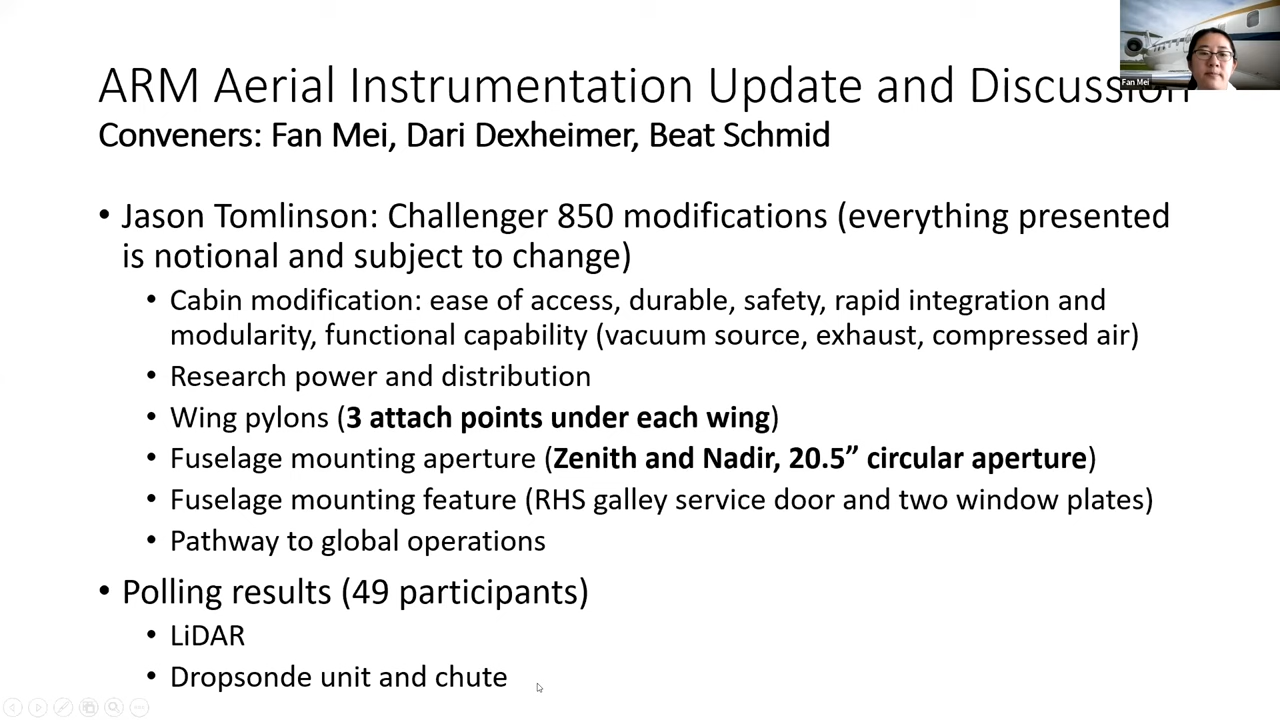 ARM Aerial Instrumentation Update and Discussion
Conveners: Fan Mei, Dari Dexheimer, Beat Schmid
• Jason Tomlinson: Challenger 850 modifications (everything presented
is notional and subject to change)
• Cabin modification: ease of access, durable, safety, rapid integration and
modularity, functional capability (vacuum source, exhaust, compressed air)
• Research power and distribution
• Wing pylons (3 attach points under each wing)
• Fuselage mounting aperture (Zenith and Nadir, 20.5” circular aperture)
• Fuselage mounting feature (RHS galley service door and two window plates)
• Pathway to global operations
• Polling results (49 participants)
• LiDAR
• Dropsonde unit and chute
Fan Mei